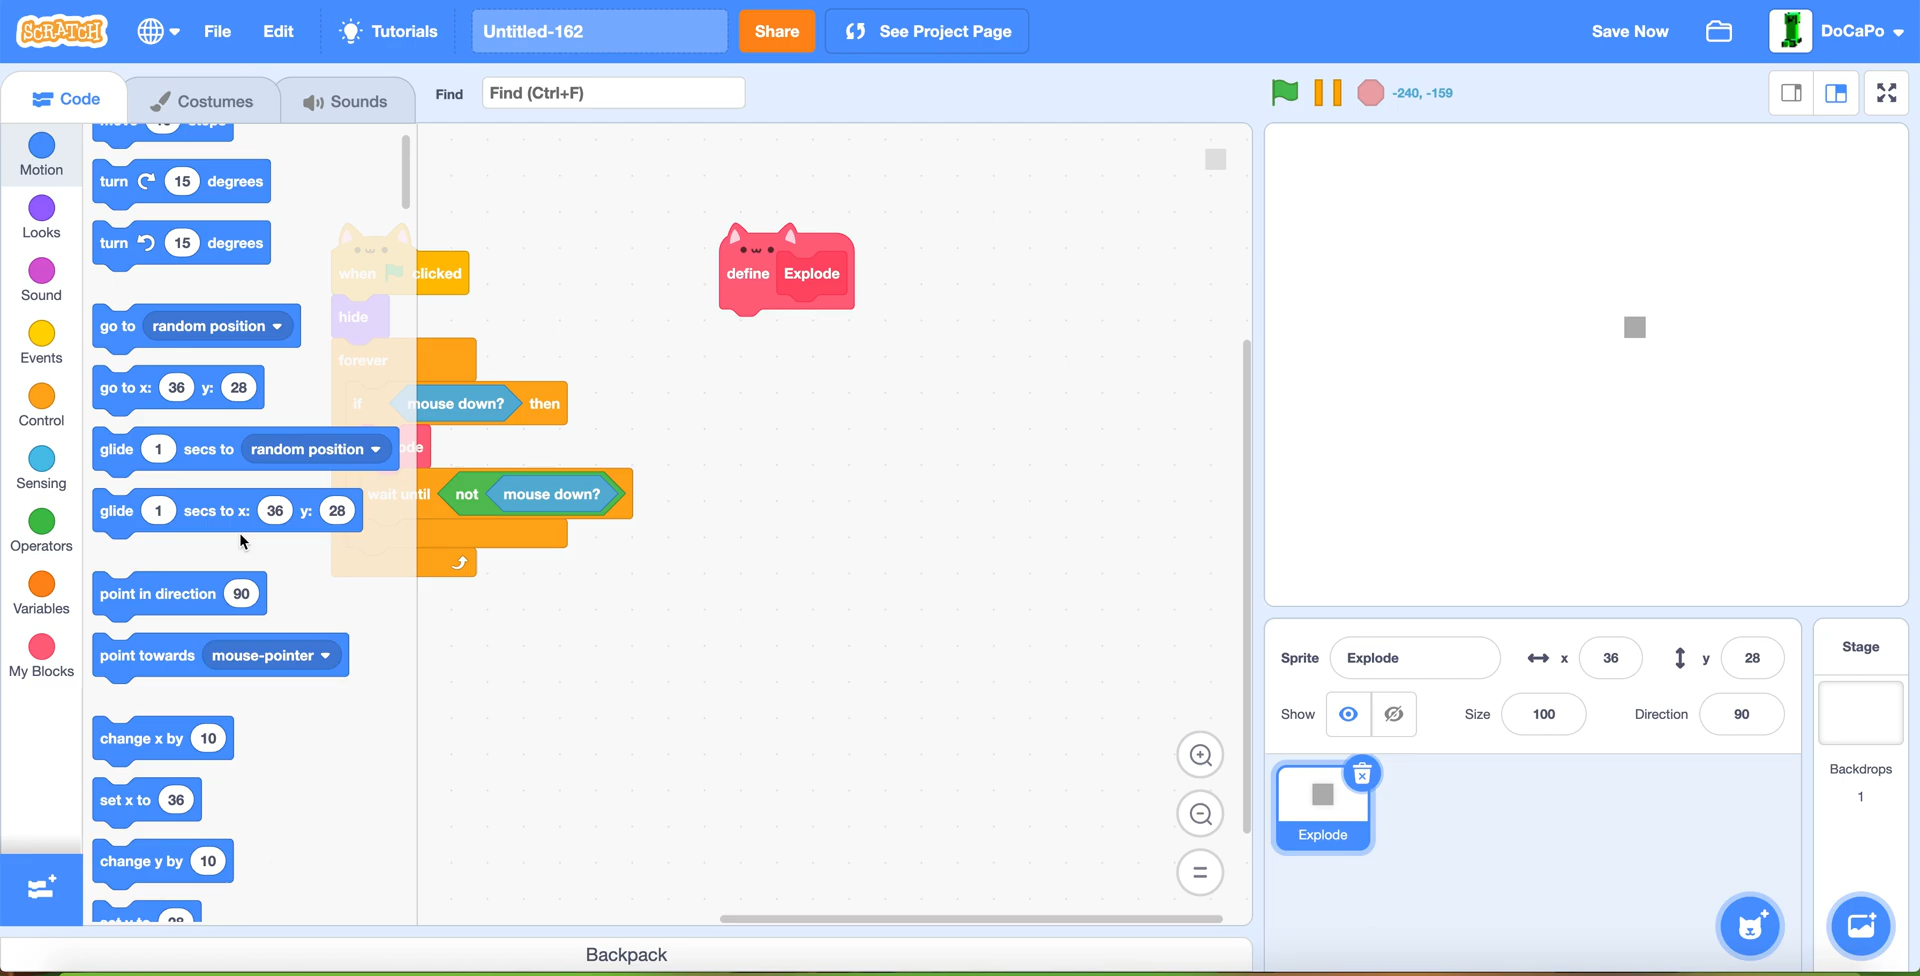 SCRATCH File Edit Tutorials Untitled-162 Share See Project Page Save Now DoCaPo
Code Costumes Sounds Find Find (Ctrl+F) -240, -159
Motion
Looks
Sound
Events
Control
Sensing
Operators
Variables
My Blocks
turn 15 degrees
turn 15 degrees
go to random position
go to x: 36 y: 28
glide 1 secs to random position
glide 1 secs to x: 36 y: 28
point in direction 90
point towards mouse-pointer
change x by 10
set x to 36
change y by 10
when clicked
hide
forever
if mouse down? then
wait until not mouse down?
define Explode
Sprite Explode x 36 y 28
Show Size 100 Direction 90
Explode
Stage
Backdrops
1
Backpack